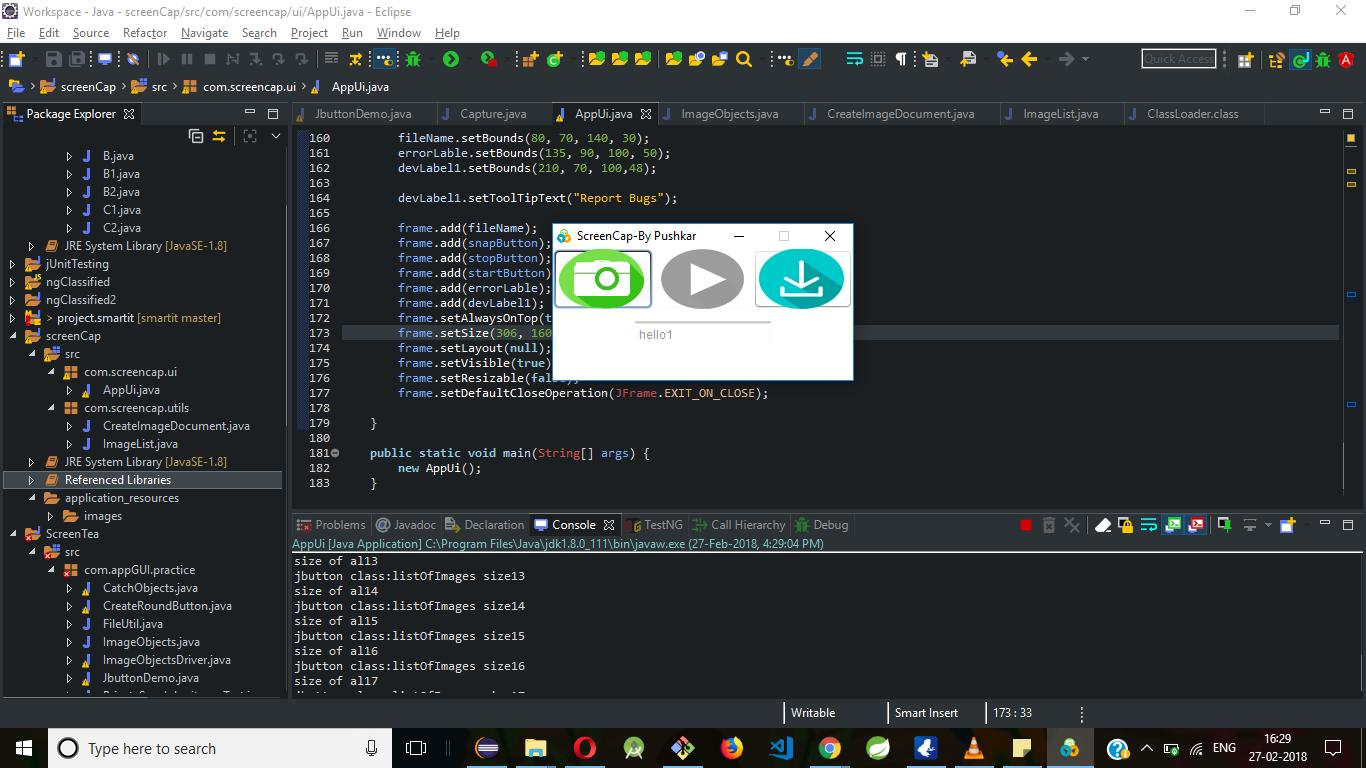 Workspace - Java - screenCap/src/com/screencap/ui/AppUi.java - Eclipse
File Edit Source Refactor Navigate Search Project Run Window Help
Quick Access
screenCap src com.screencap.ui AppUi.java
Package Explorer
B.java
B1.java
B2.java
C1.java
C2.java
JRE System Library [JavaSE-1.8]
jUnitTesting
ngClassified
ngClassified2
> project.smartit [smartit master]
screenCap
src
com.screencap.ui
AppUi.java
com.screencap.utils
CreateImageDocument.java
ImageList.java
JRE System Library [JavaSE-1.8]
Referenced Libraries
application_resources
images
ScreenTea
src
com.appGUI.practice
CatchObjects.java
CreateRoundButton.java
FileUtil.java
ImageObjects.java
ImageObjectsDriver.java
JbuttonDemo.java
JbuttonDemo.java Capture.java AppUi.java ImageObjects.java CreateImageDocument.java ImageList.java ClassLoader.class
160 fileName.setBounds(80, 70, 140, 30);
161 errorLable.setBounds(135, 90, 100, 50);
162 devLabel1.setBounds(210, 70, 100,48);
163
164 devLabel1.setToolTipText("Report Bugs");
165
166 frame.add(fileName);
167 frame.add(snapButton);
168 frame.add(stopButton);
169 frame.add(startButton)
170 frame.add(errorLable);
171 frame.add(devLabel1);
172 frame.setAlwaysOnTop(t
173 frame.setSize(306, 160
174 frame.setLayout(null);
175 frame.setVisible(true)
176 frame.setResizable(false);
177 frame.setDefaultCloseOperation(JFrame.EXIT_ON_CLOSE);
178
179 }
180
181 public static void main(String[] args) {
182 new AppUi();
183 }
ScreenCap-By Pushkar
hello1
Problems @ Javadoc Declaration Console TestNG Call Hierarchy Debug
AppUi [Java Application] C:\Program Files\Java\jdk1.8.0_111\bin\javaw.exe (27-Feb-2018, 4:29:04 PM)
size of al13
jbutton class:listOfImages size13
size of al14
jbutton class:listOfImages size14
size of al15
jbutton class:listOfImages size15
size of al16
jbutton class:listOfImages size16
size of al17
Writable Smart Insert 173 : 33
Type here to search
ENG
16:29
27-02-2018